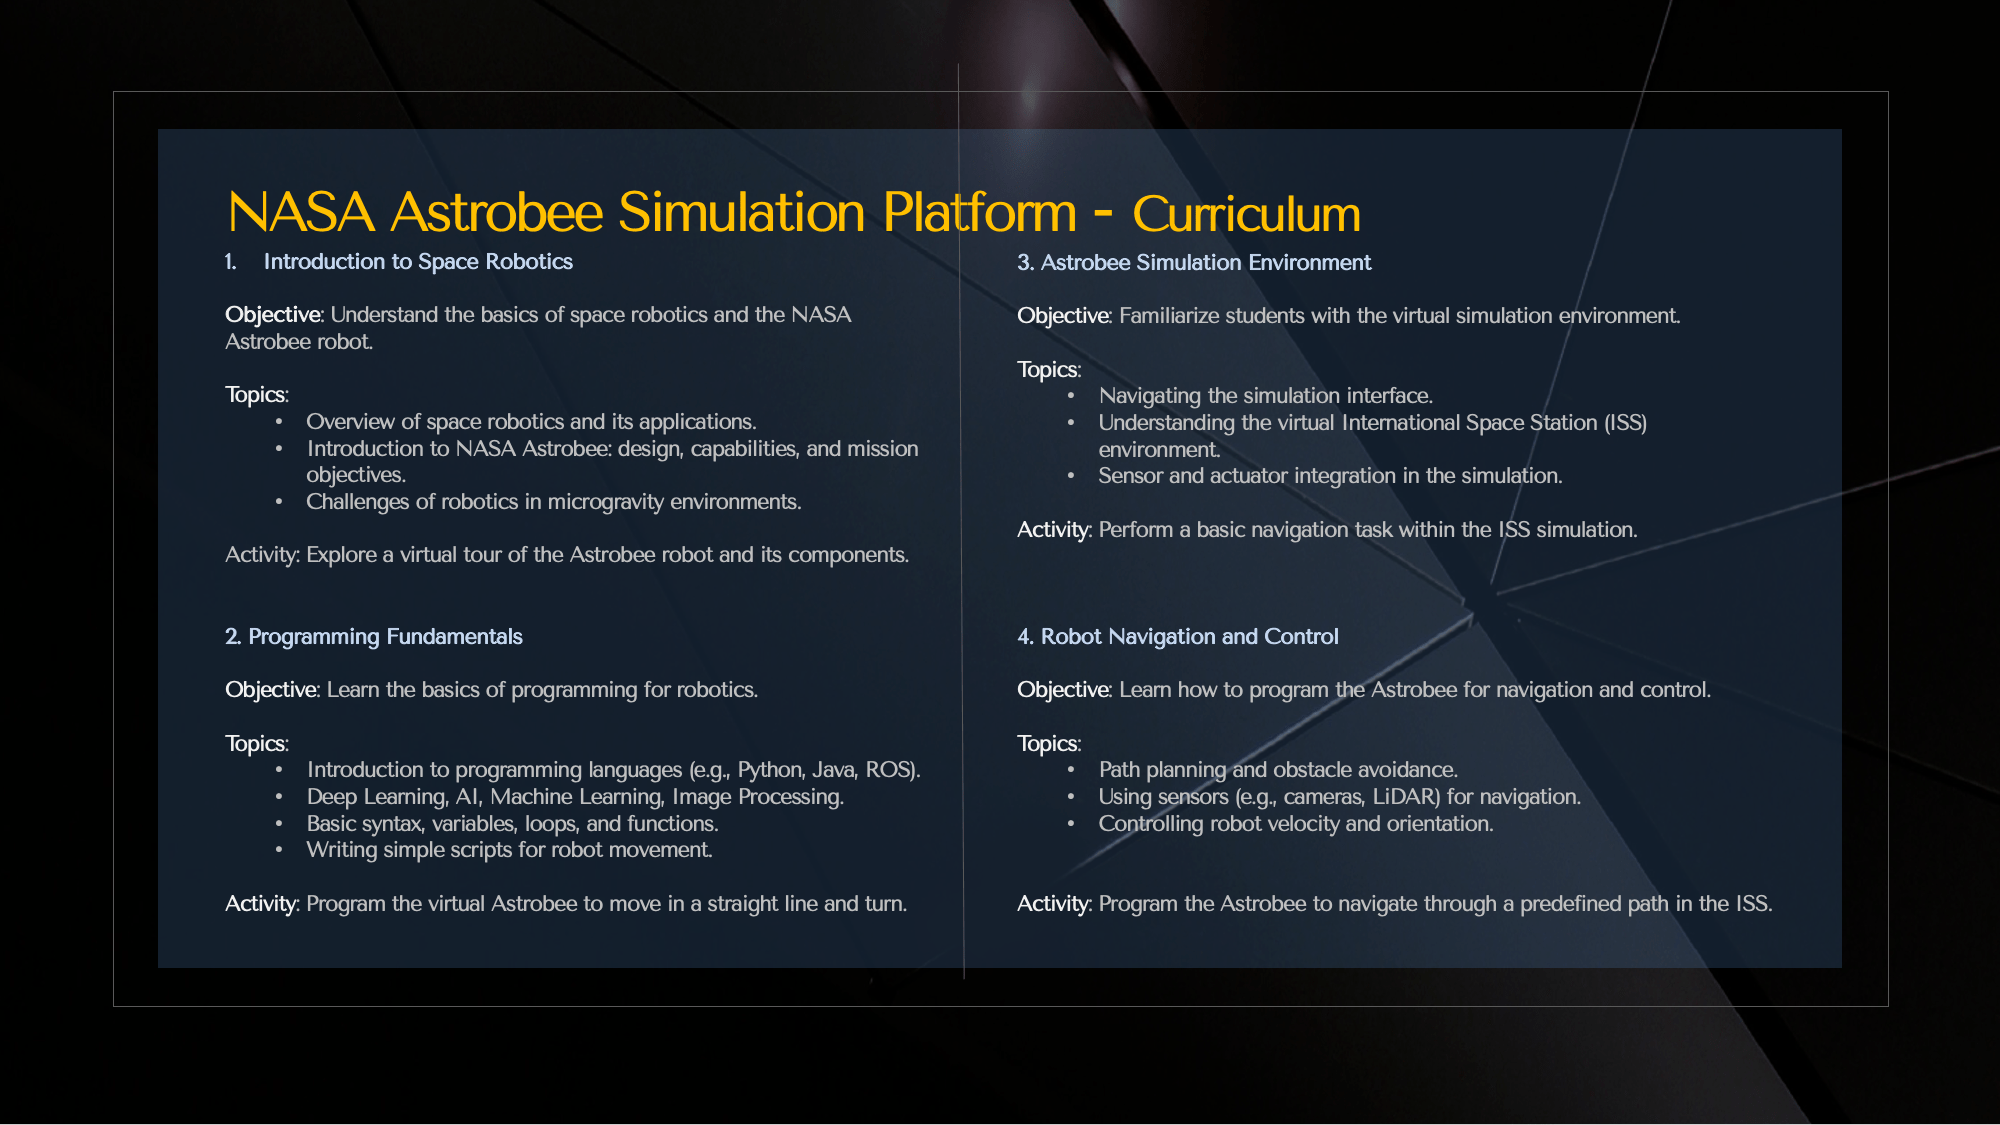 NASA Astrobee Simulation Platform - Curriculum
1. Introduction to Space Robotics
Objective: Understand the basics of space robotics and the NASA
Astrobee robot.
Topics:
• Overview of space robotics and its applications.
• Introduction to NASA Astrobee: design, capabilities, and mission
objectives.
• Challenges of robotics in microgravity environments.
Activity: Explore a virtual tour of the Astrobee robot and its components.
2. Programming Fundamentals
Objective: Learn the basics of programming for robotics.
Topics:
• Introduction to programming languages (e.g., Python, Java, ROS).
• Deep Learning, AI, Machine Learning, Image Processing.
• Basic syntax, variables, loops, and functions.
• Writing simple scripts for robot movement.
Activity: Program the virtual Astrobee to move in a straight line and turn.
3. Astrobee Simulation Environment
Objective: Familiarize students with the virtual simulation environment.
Topics:
• Navigating the simulation interface.
• Understanding the virtual International Space Station (ISS)
environment.
• Sensor and actuator integration in the simulation.
Activity: Perform a basic navigation task within the ISS simulation.
4. Robot Navigation and Control
Objective: Learn how to program the Astrobee for navigation and control.
Topics:
• Path planning and obstacle avoidance.
• Using sensors (e.g., cameras, LiDAR) for navigation.
• Controlling robot velocity and orientation.
Activity: Program the Astrobee to navigate through a predefined path in the ISS.